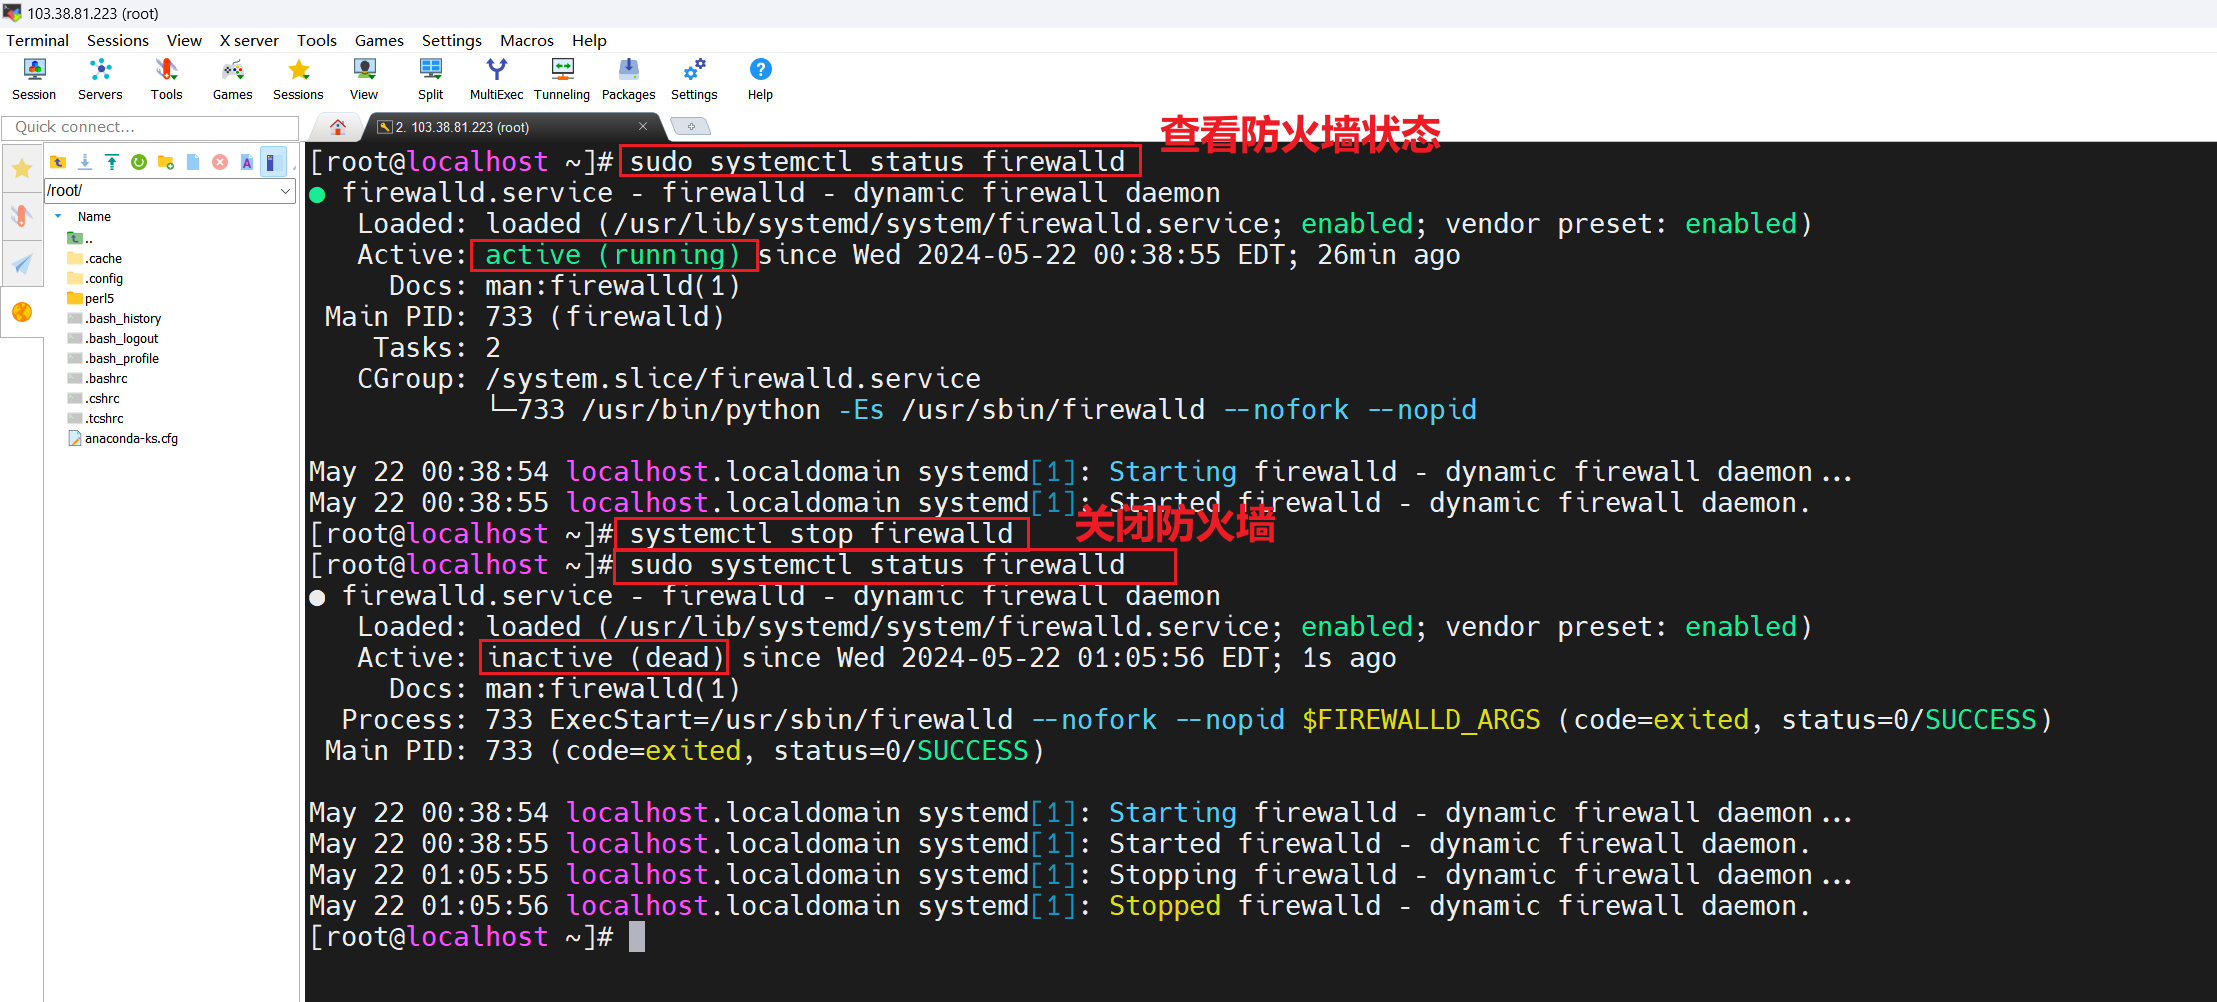 103.38.81.223 (root)
Terminal Sessions View X server Tools Games Settings Macros Help
Session Servers Tools Games Sessions View Split MultiExec Tunneling Packages Settings Help
Quick connect...
2. 103.38.81.223 (root)
查看防火墙状态
/root/
Name
..
.cache
.config
perl5
.bash_history
.bash_logout
.bash_profile
.bashrc
.cshrc
.tcshrc
anaconda-ks.cfg
[root@localhost ~]# sudo systemctl status firewalld
● firewalld.service - firewalld - dynamic firewall daemon
Loaded: loaded (/usr/lib/systemd/system/firewalld.service; enabled; vendor preset: enabled)
Active: active (running) since Wed 2024-05-22 00:38:55 EDT; 26min ago
Docs: man:firewalld(1)
Main PID: 733 (firewalld)
Tasks: 2
CGroup: /system.slice/firewalld.service
└─733 /usr/bin/python -Es /usr/sbin/firewalld --nofork --nopid
May 22 00:38:54 localhost.localdomain systemd[1]: Starting firewalld - dynamic firewall daemon...
May 22 00:38:55 localhost.localdomain systemd[1]: Started firewalld - dynamic firewall daemon.
[root@localhost ~]# systemctl stop firewalld
关闭防火墙
[root@localhost ~]# sudo systemctl status firewalld
● firewalld.service - firewalld - dynamic firewall daemon
Loaded: loaded (/usr/lib/systemd/system/firewalld.service; enabled; vendor preset: enabled)
Active: inactive (dead) since Wed 2024-05-22 01:05:56 EDT; 1s ago
Docs: man:firewalld(1)
Process: 733 ExecStart=/usr/sbin/firewalld --nofork --nopid $FIREWALLD_ARGS (code=exited, status=0/SUCCESS)
Main PID: 733 (code=exited, status=0/SUCCESS)
May 22 00:38:54 localhost.localdomain systemd[1]: Starting firewalld - dynamic firewall daemon...
May 22 00:38:55 localhost.localdomain systemd[1]: Started firewalld - dynamic firewall daemon.
May 22 01:05:55 localhost.localdomain systemd[1]: Stopping firewalld - dynamic firewall daemon...
May 22 01:05:56 localhost.localdomain systemd[1]: Stopped firewalld - dynamic firewall daemon.
[root@localhost ~]#